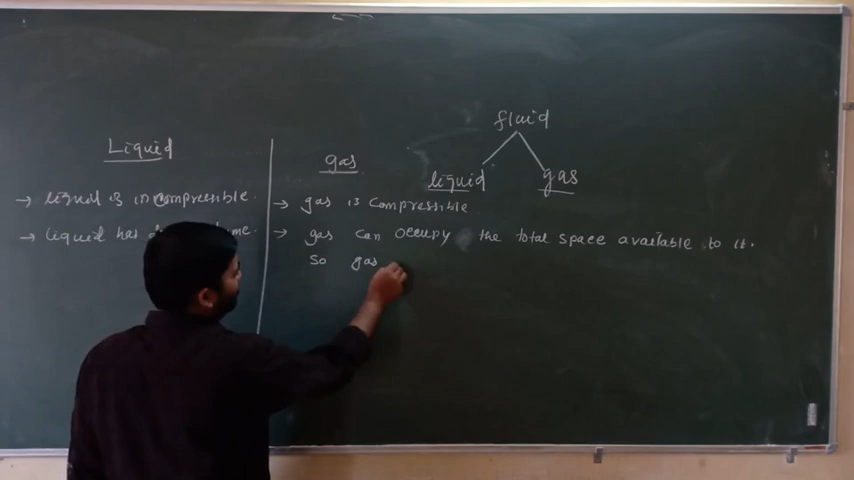 fluid
liquid gas
Liquid
→ liquid is incompressible.
→ liquid has
gas
→ gas is compressible
→ gas can occupy the total space available to it.
so gas